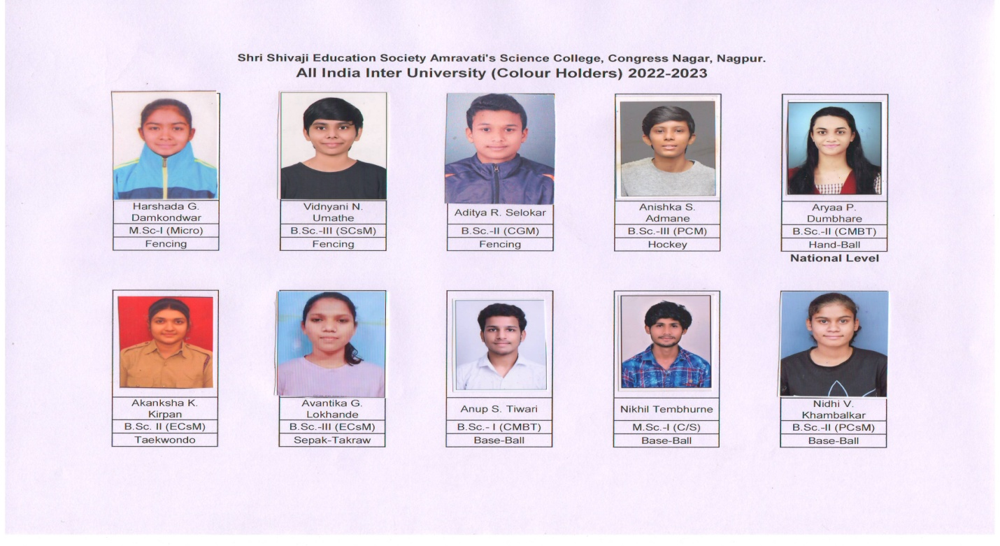 Shri Shivaji Education Society Amravati's Science College, Congress Nagar, Nagpur.
All India Inter University (Colour Holders) 2022-2023
Harshada G.
Damkondwar
M.Sc-I (Micro)
Fencing
Vidnyani N.
Umathe
B.Sc.-III (SCsM)
Fencing
Aditya R. Selokar
B.Sc.-II (CGM)
Fencing
Anishka S.
Admane
B.Sc.-III (PCM)
Hockey
Aryaa P.
Dumbhare
B.Sc.-II (CMBT)
Hand-Ball
National Level
Akanksha K.
Kirpan
B.Sc. II (ECsM)
Taekwondo
Avantika G.
Lokhande
B.Sc.-III (ECsM)
Sepak-Takraw
Anup S. Tiwari
B.Sc.- I (CMBT)
Base-Ball
Nikhil Tembhurne
M.Sc.-I (C/S)
Base-Ball
Nidhi V.
Khambalkar
B.Sc.-II (PCsM)
Base-Ball